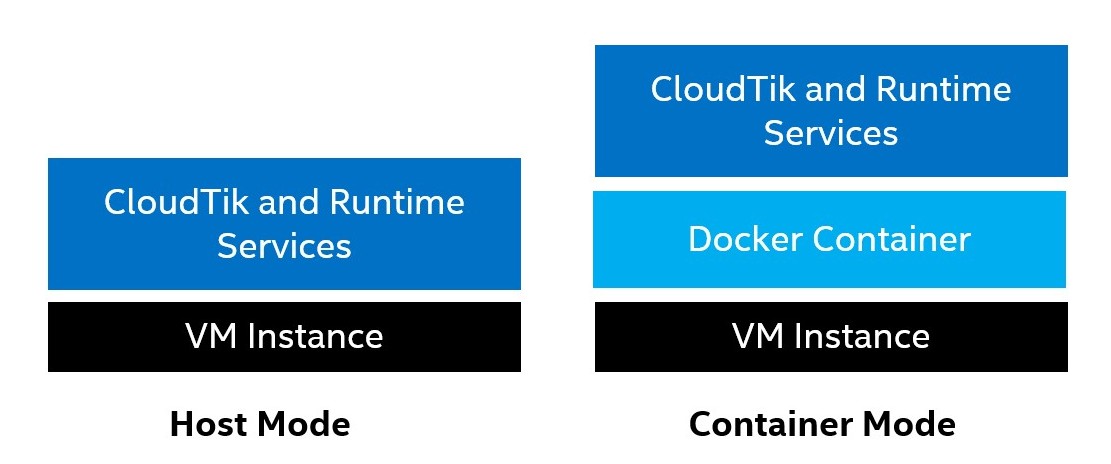 CloudTik and Runtime
Services
VM Instance
Host Mode
CloudTik and Runtime
Services
Docker Container
VM Instance
Container Mode